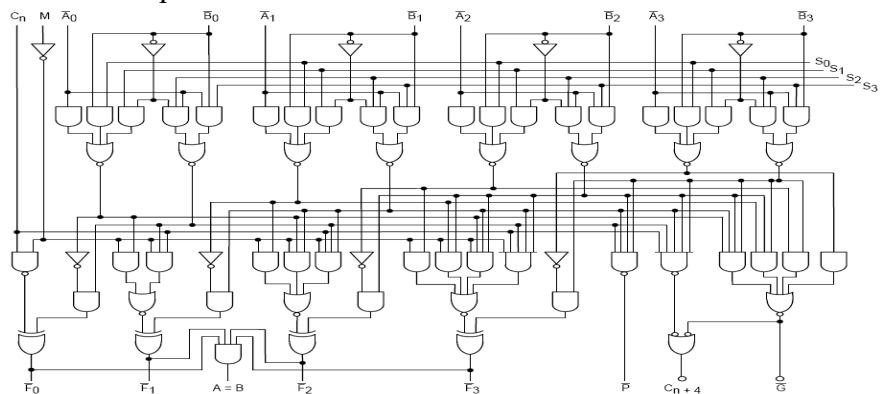 Cn M A̅0 B̅0 A̅1 B̅1 A̅2 B̅2 A̅3 B̅3
S0
S1
S2
S3
F̅0 F̅1 A = B F̅2 F̅3 P̅ Cn + 4 G̅